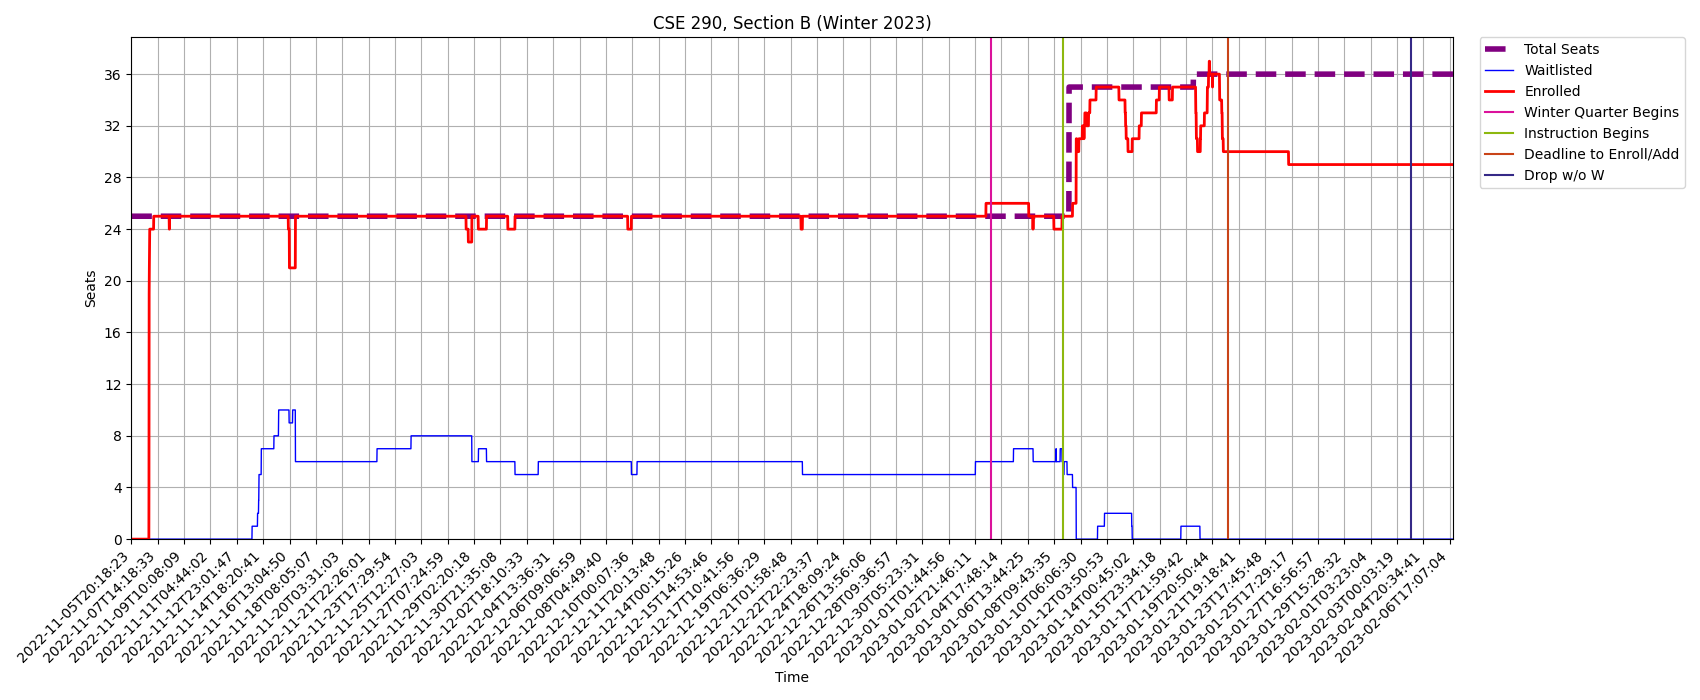 CSE 290, Section B (Winter 2023)
Total Seats
Waitlisted
Enrolled
Winter Quarter Begins
Instruction Begins
Deadline to Enroll/Add
Drop w/o W
Seats
36
32
28
24
20
16
12
8
4
0
2022-11-05T20:18:23
2022-11-07T14:18:33
2022-11-09T10:08:09
2022-11-11T04:44:02
2022-11-12T23:01:47
2022-11-14T18:20:41
2022-11-16T13:04:50
2022-11-18T08:05:07
2022-11-20T03:31:03
2022-11-21T22:26:01
2022-11-23T17:29:54
2022-11-25T12:27:03
2022-11-27T07:24:59
2022-11-29T02:20:18
2022-11-30T21:35:08
2022-12-02T18:10:33
2022-12-04T13:36:31
2022-12-06T09:06:59
2022-12-08T04:49:40
2022-12-10T00:07:36
2022-12-11T20:13:48
2022-12-14T00:15:26
2022-12-15T14:53:46
2022-12-17T10:41:56
2022-12-19T06:36:29
2022-12-21T01:58:48
2022-12-22T22:23:37
2022-12-24T18:09:24
2022-12-26T13:56:06
2022-12-28T09:36:57
2022-12-30T05:23:31
2023-01-01T01:44:56
2023-01-02T21:46:11
2023-01-04T17:48:14
2023-01-06T13:44:25
2023-01-08T09:43:35
2023-01-10T06:06:30
2023-01-12T03:50:53
2023-01-14T00:45:02
2023-01-15T23:34:18
2023-01-17T21:59:42
2023-01-19T20:50:44
2023-01-21T19:18:41
2023-01-23T17:45:48
2023-01-25T17:29:17
2023-01-27T16:56:57
2023-01-29T15:28:32
2023-02-01T03:23:04
2023-02-03T00:03:19
2023-02-04T20:34:41
2023-02-06T17:07:04
Time